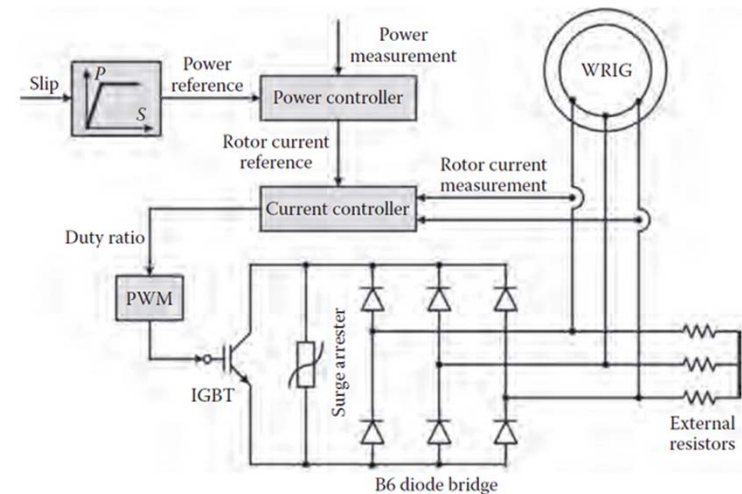 Power
measurement
WRIG
Slip
P
S
Power
reference
Power controller
Rotor current
reference
Rotor current
measurement
Current controller
Duty ratio
PWM
IGBT
Surge arrester
External
resistors
B6 diode bridge